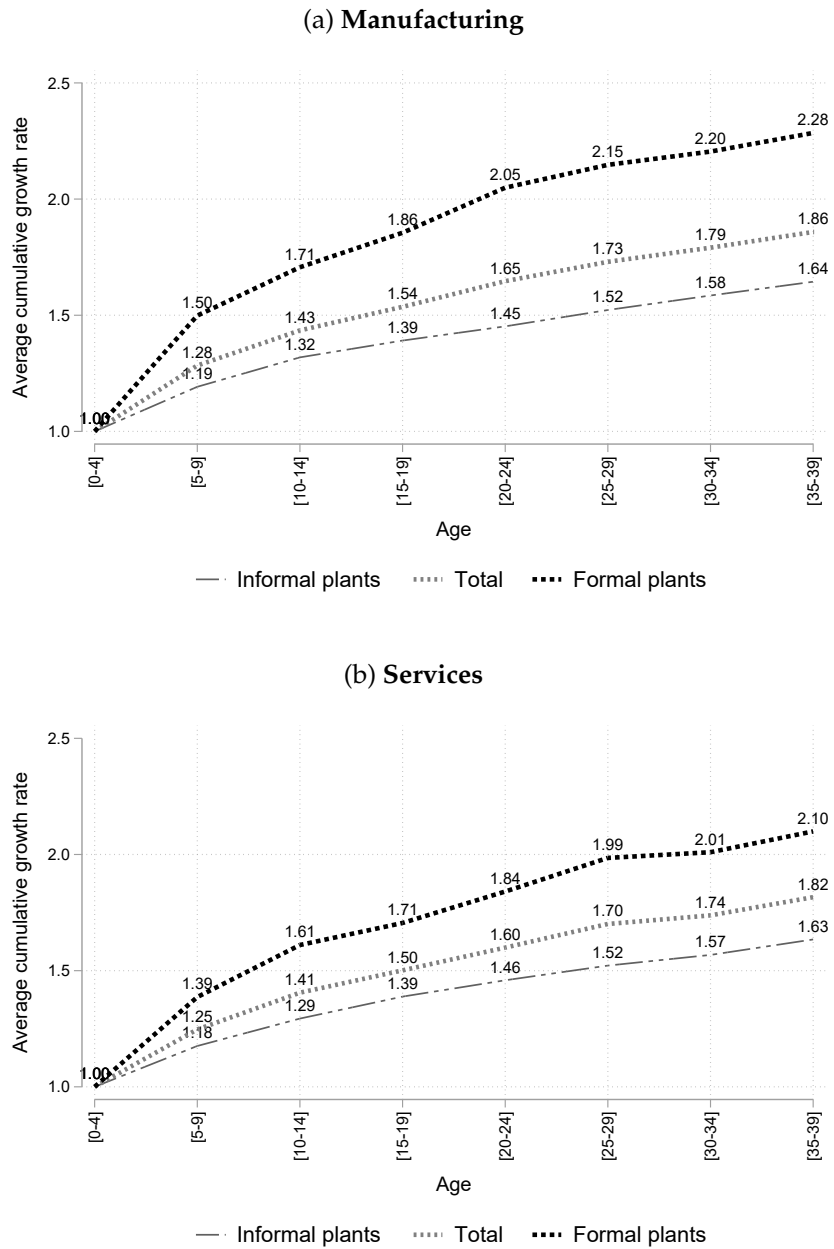 (a) Manufacturing
2.5
2.0
1.5
1.0
Average cumulative growth rate
1.00
1.50 1.71 1.86 2.05 2.15 2.20 2.28
1.28 1.43 1.54 1.65 1.73 1.79 1.86
1.19 1.32 1.39 1.45 1.52 1.58 1.64
[0-4] [5-9] [10-14] [15-19] [20-24] [25-29] [30-34] [35-39]
Age
Informal plants Total Formal plants
(b) Services
2.5
2.0
1.5
1.0
Average cumulative growth rate
1.00
1.39 1.61 1.71 1.84 1.99 2.01 2.10
1.25 1.41 1.50 1.60 1.70 1.74 1.82
1.18 1.29 1.39 1.46 1.52 1.57 1.63
[0-4] [5-9] [10-14] [15-19] [20-24] [25-29] [30-34] [35-39]
Age
Informal plants Total Formal plants